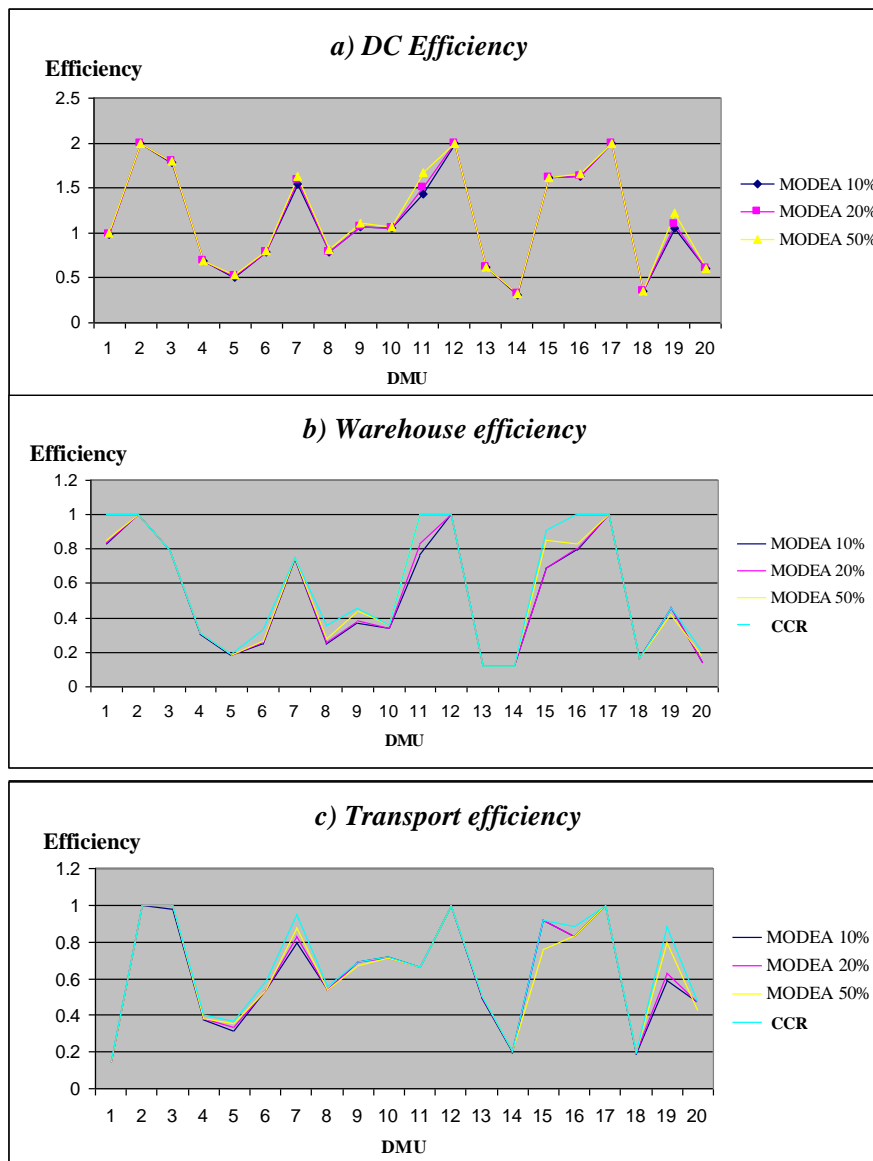 a) DC Efficiency
Efficiency
2.5
2
1.5
1
0.5
0
1 2 3 4 5 6 7 8 9 10 11 12 13 14 15 16 17 18 19 20
DMU
MODEA 10%
MODEA 20%
MODEA 50%
b) Warehouse efficiency
Efficiency
1.2
1
0.8
0.6
0.4
0.2
0
1 2 3 4 5 6 7 8 9 10 11 12 13 14 15 16 17 18 19 20
DMU
MODEA 10%
MODEA 20%
MODEA 50%
CCR
c) Transport efficiency
Efficiency
1.2
1
0.8
0.6
0.4
0.2
0
1 2 3 4 5 6 7 8 9 10 11 12 13 14 15 16 17 18 19 20
DMU
MODEA 10%
MODEA 20%
MODEA 50%
CCR